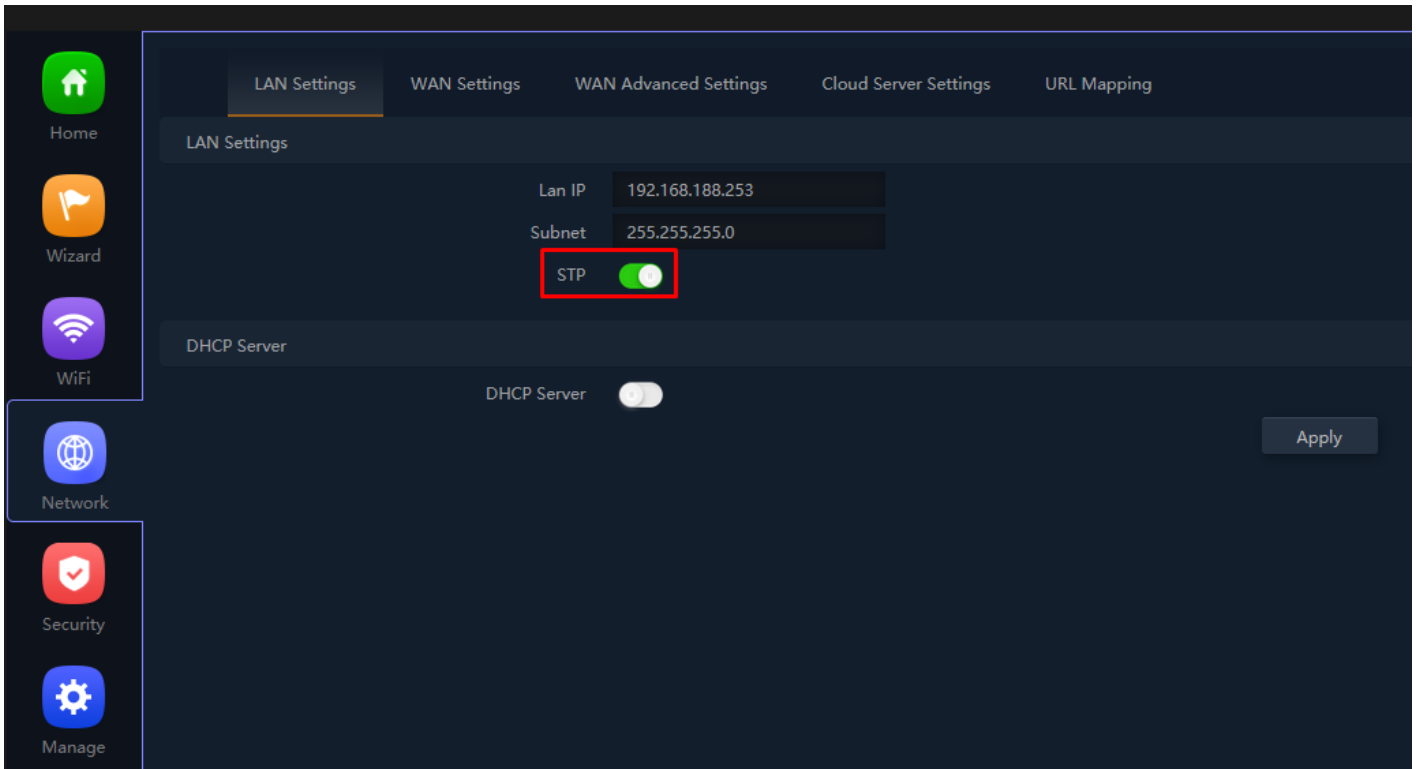 LAN Settings WAN Settings WAN Advanced Settings Cloud Server Settings URL Mapping
Home
LAN Settings
Lan IP 192.168.188.253
Subnet 255.255.255.0
Wizard
STP
DHCP Server
WiFi
DHCP Server
Apply
Network
Security
Manage